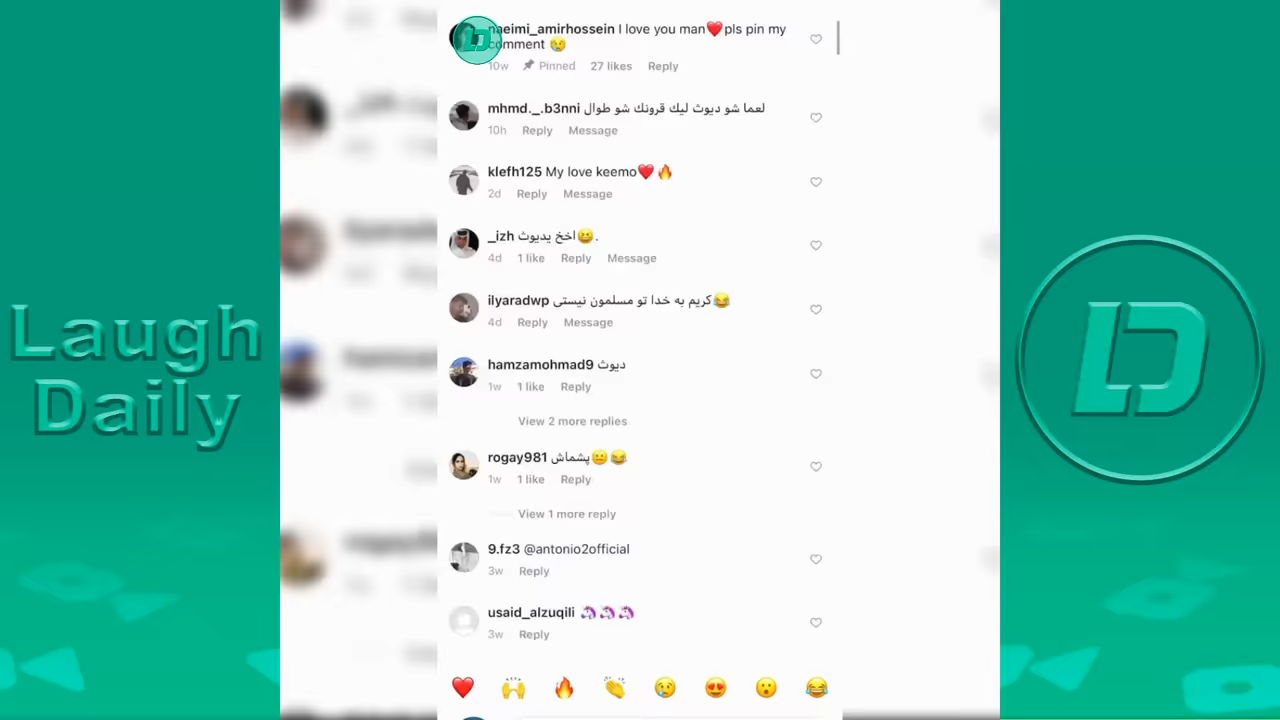 Laugh
Daily
naeimi_amirhossein I love you man❤️pls pin my
comment 😢
10w Pinned 27 likes Reply
mhmd._.b3nni لعما شو ديوث ليك قرونك شو طوال
10h Reply Message
klefh125 My love keemo❤️🔥
2d Reply Message
_izh اخخ يديوث😆.
4d 1 like Reply Message
ilyaradwp کریم به خدا تو مسلمون نیستی😂
4d Reply Message
hamzamohmad9 ديوث
1w 1 like Reply
View 2 more replies
rogay981 پشماش😐😂
1w 1 like Reply
View 1 more reply
9.fz3 @antonio2official
3w Reply
usaid_alzuqili 🦄🦄🦄
3w Reply
❤️🙌🔥👏😢😍😮😂
LD